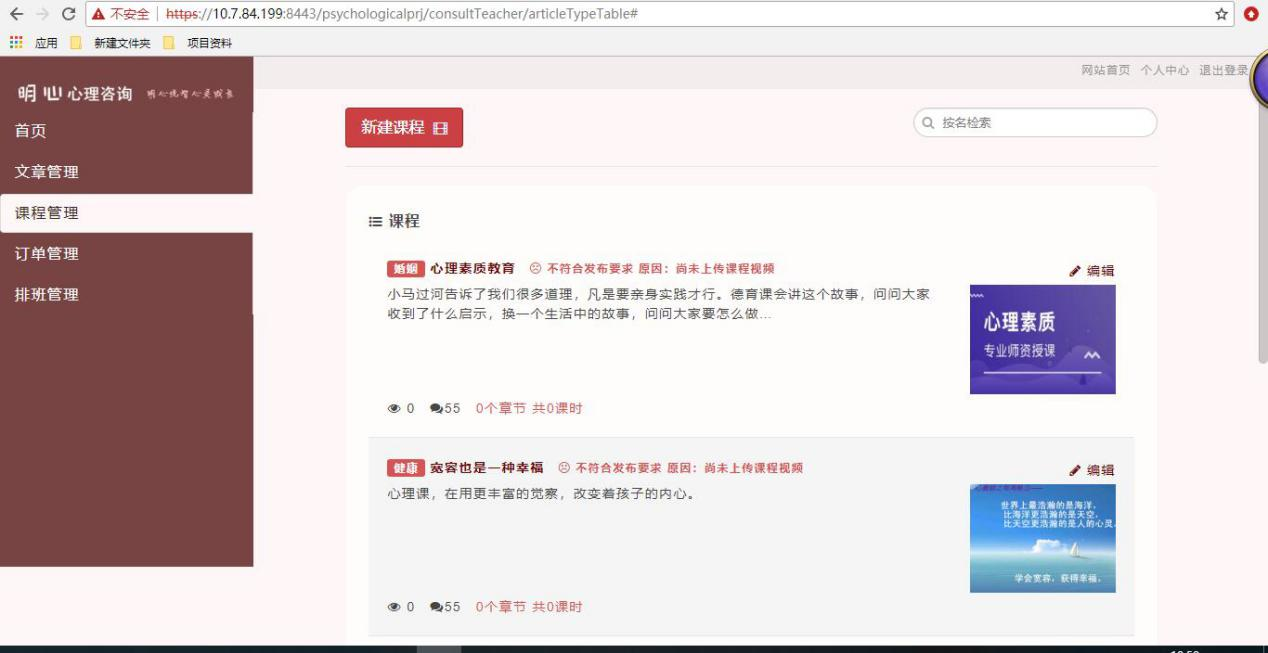 不安全 https://10.7.84.199:8443/psychologicalprj/consultTeacher/articleTypeTable#
应用 新建文件夹 项目资料
网站首页 个人中心 退出登录
明心 心理咨询
首页
文章管理
课程管理
订单管理
排班管理
新建课程
按名检索
课程
婚姻 心理素质教育 不符合发布要求 原因：尚未上传课程视频
编辑
小马过河告诉了我们很多道理，凡是要亲身实践才行。德育课会讲这个故事，问问大家
收到了什么启示，换一个生活中的故事，问问大家要怎么做...
心理素质
专业师资授课
0 55 0个章节 共0课时
健康 宽容也是一种幸福 不符合发布要求 原因：尚未上传课程视频
编辑
心理课，在用更丰富的觉察，改变着孩子的内心。
世界上最浩瀚的是海洋，
比海洋更浩瀚的是天空，
比天空更浩瀚的是人的心灵
学会宽容，获得幸福，
0 55 0个章节 共0课时